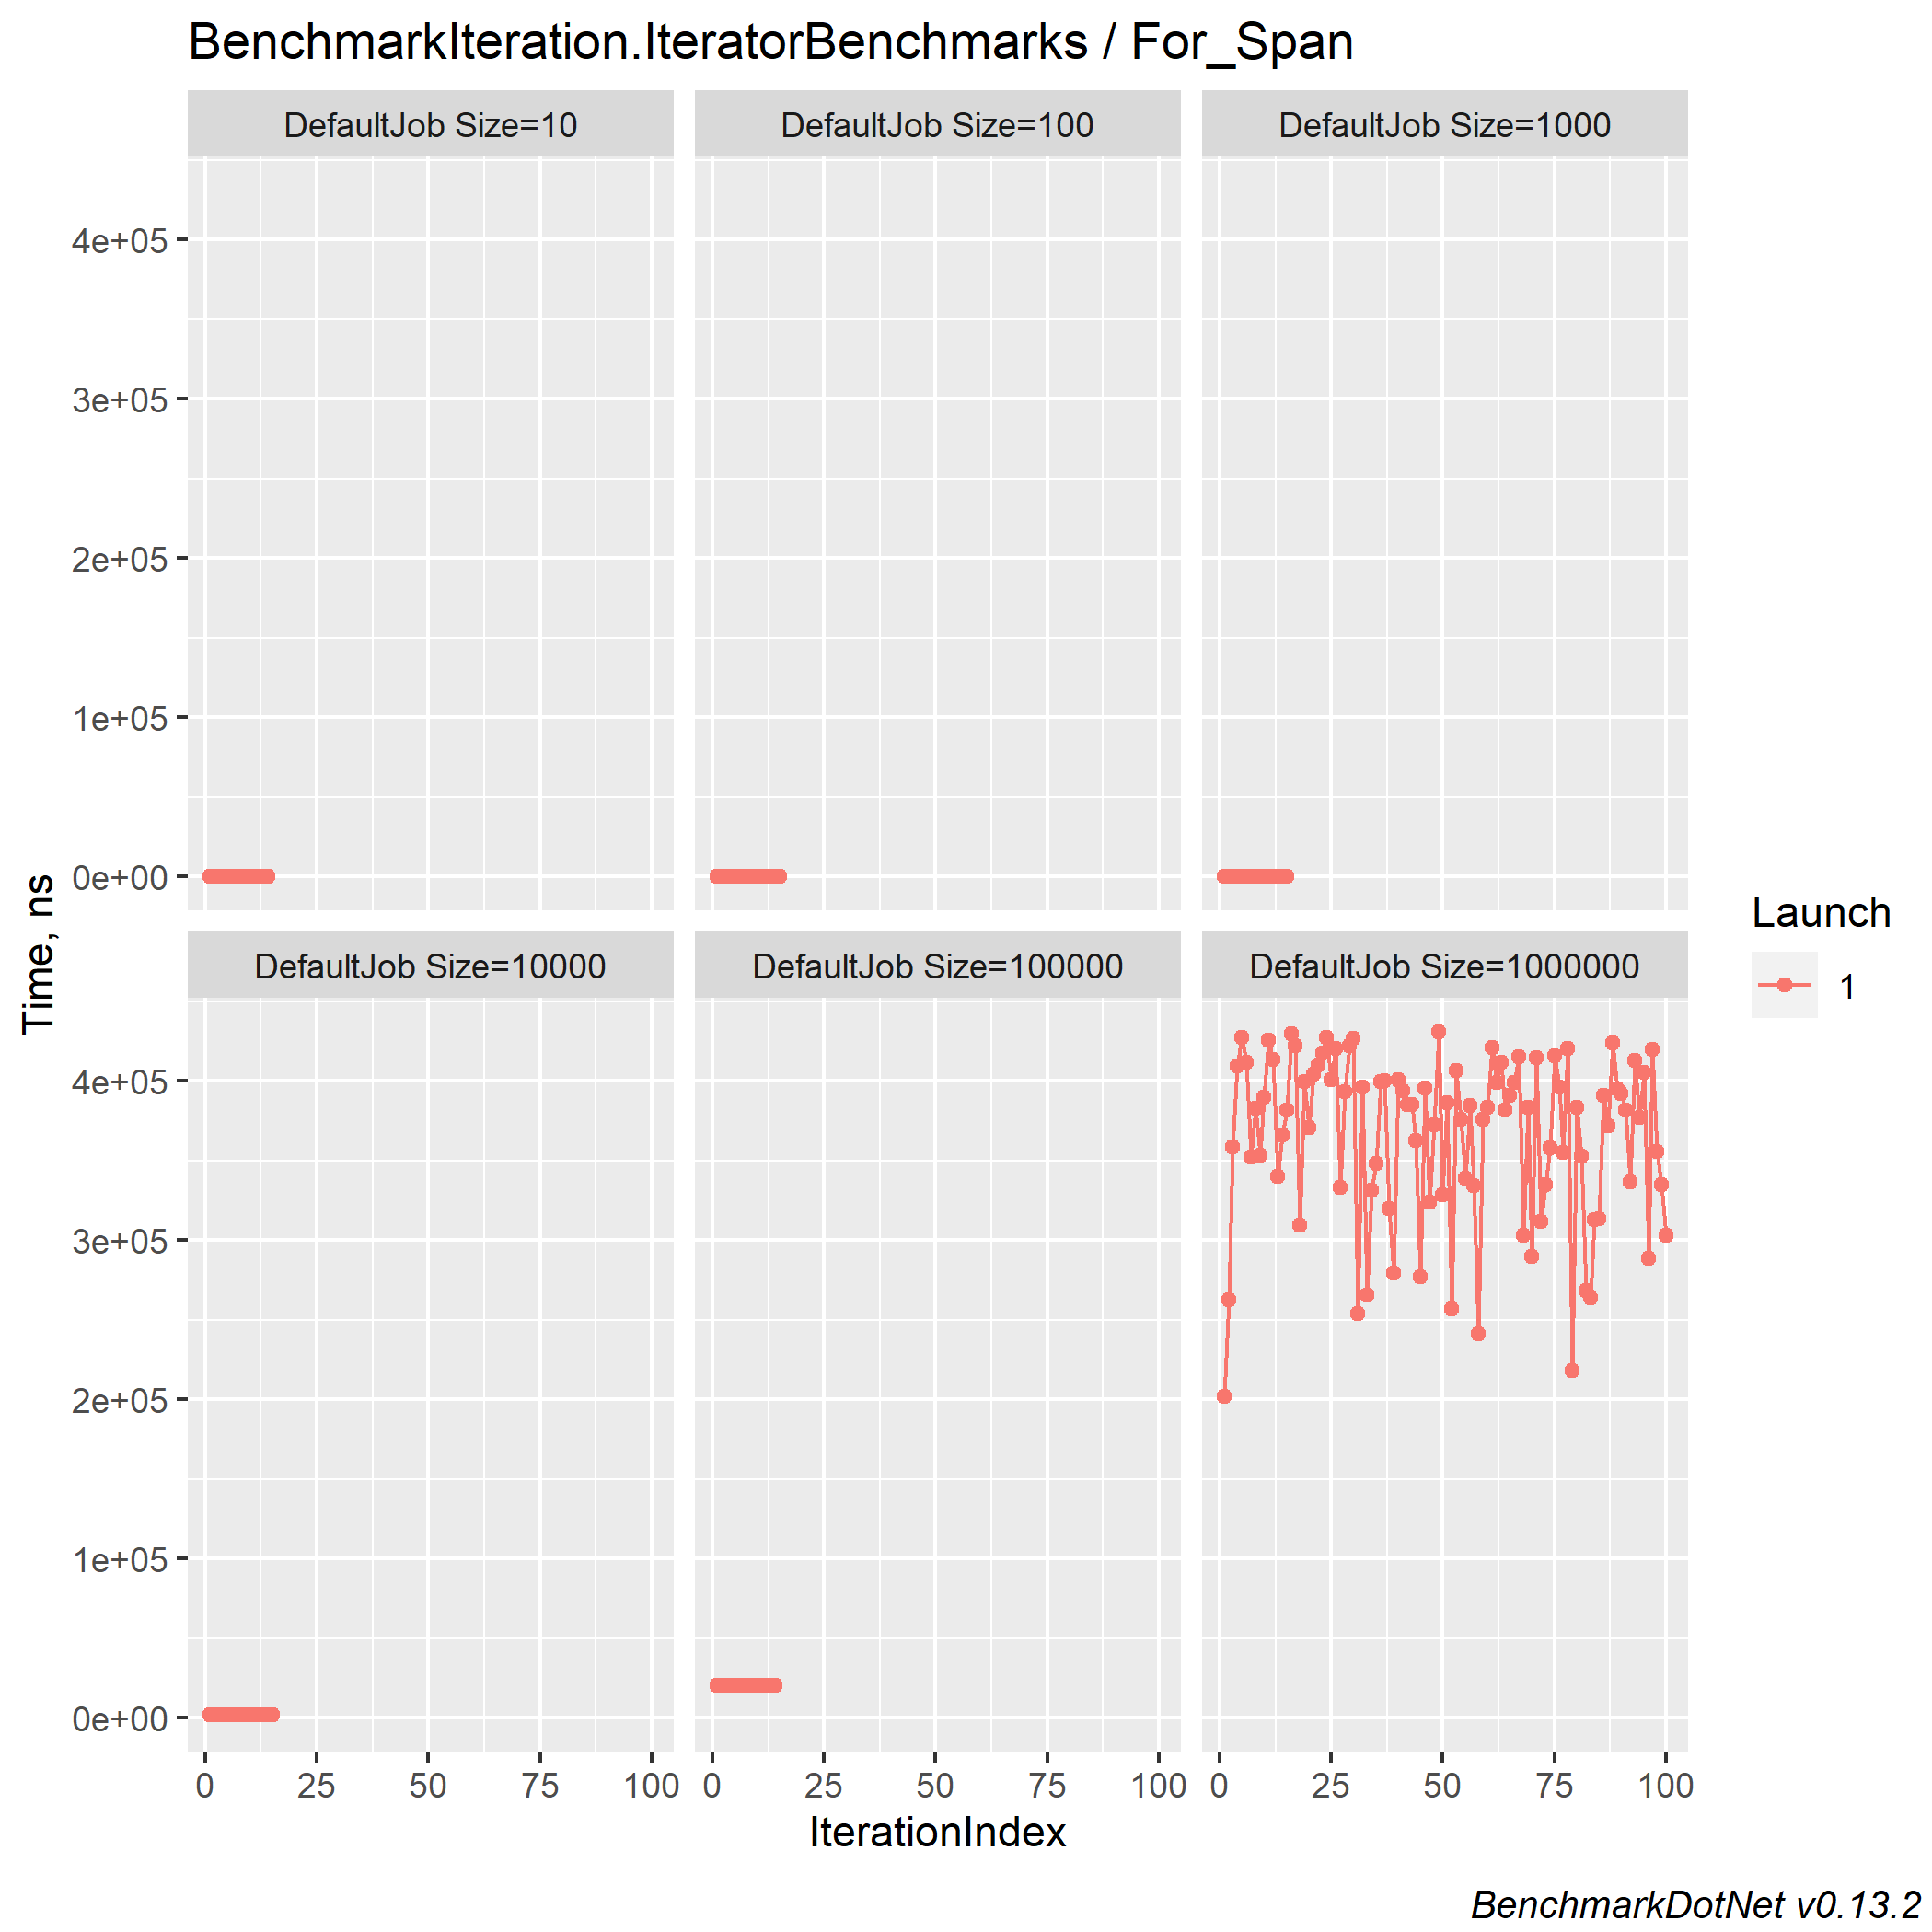 BenchmarkIteration.IteratorBenchmarks / For_Span
DefaultJob Size=10
DefaultJob Size=100
DefaultJob Size=1000
4e+05
3e+05
2e+05
1e+05
0e+00
Time, ns
DefaultJob Size=10000
DefaultJob Size=100000
DefaultJob Size=1000000
4e+05
3e+05
2e+05
1e+05
0e+00
0 25 50 75 100
0 25 50 75 100
0 25 50 75 100
IterationIndex
Launch
1
BenchmarkDotNet v0.13.2